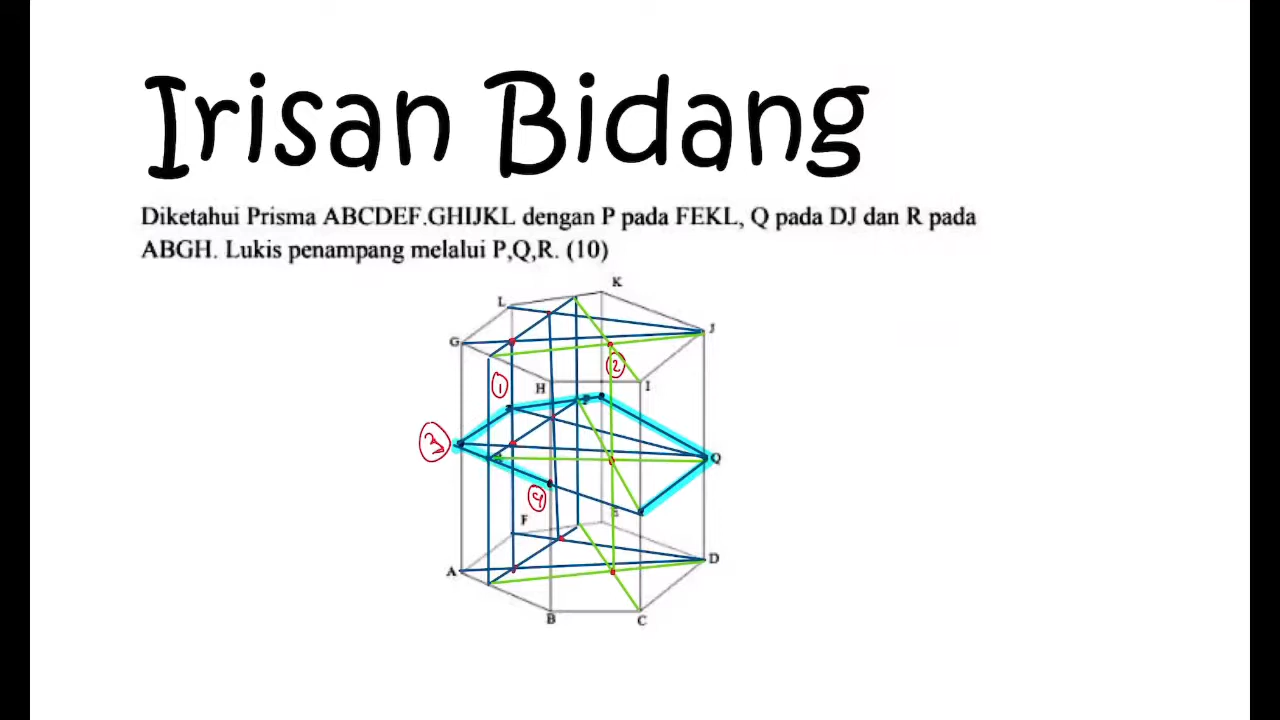 Irisan Bidang
Diketahui Prisma ABCDEF.GHIJKL dengan P pada FEKL, Q pada DJ dan R pada
ABGH. Lukis penampang melalui P,Q,R. (10)
K
L
J
G
1
2
H
I
P
3
Q
4
E
F
A
D
B
C